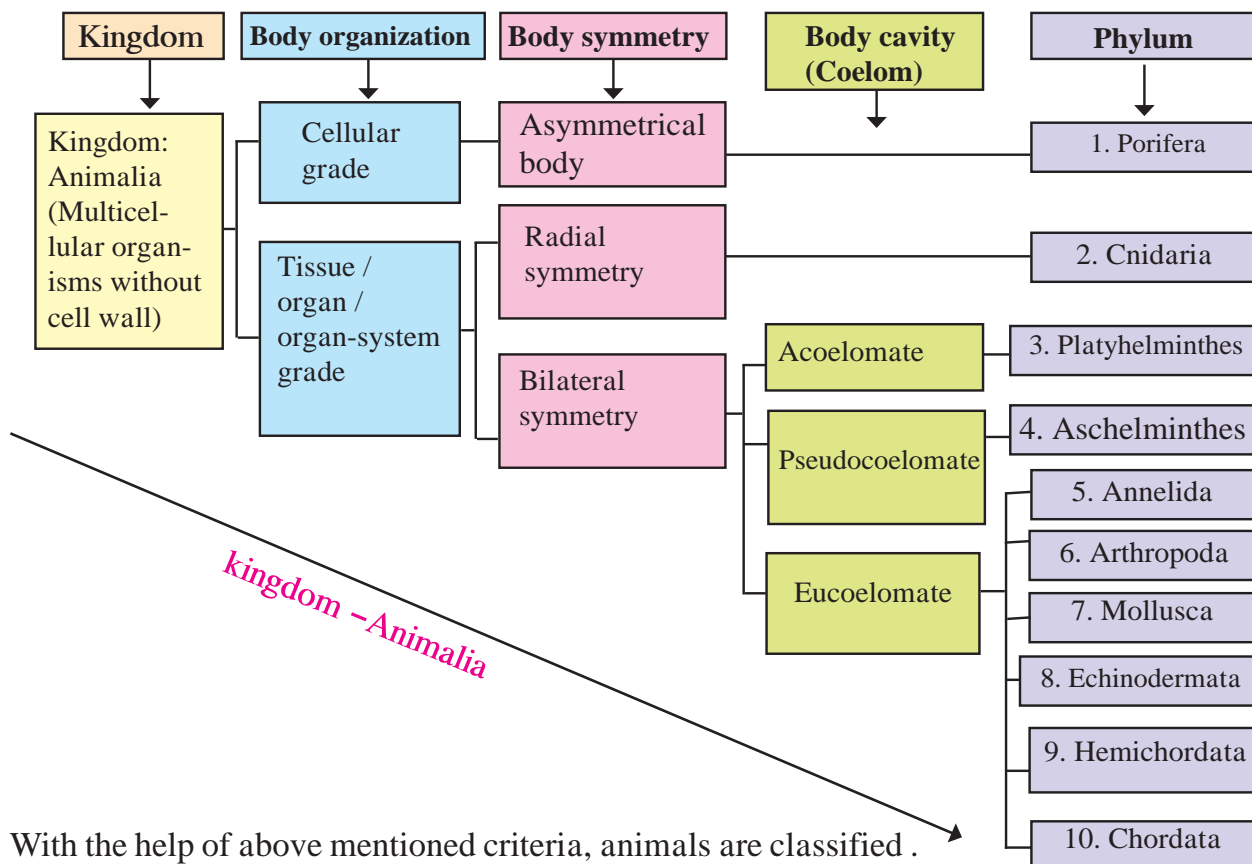 Kingdom
Body organization
Body symmetry
Body cavity
(Coelom)
Phylum
Kingdom:
Animalia
(Multicel-
lular organ-
isms without
cell wall)
Cellular
grade
Tissue /
organ /
organ-system
grade
Asymmetrical
body
Radial
symmetry
Bilateral
symmetry
Acoelomate
Pseudocoelomate
Eucoelomate
1. Porifera
2. Cnidaria
3. Platyhelminthes
4. Aschelminthes
5. Annelida
6. Arthropoda
7. Mollusca
8. Echinodermata
9. Hemichordata
10. Chordata
kingdom –Animalia
With the help of above mentioned criteria, animals are classified .